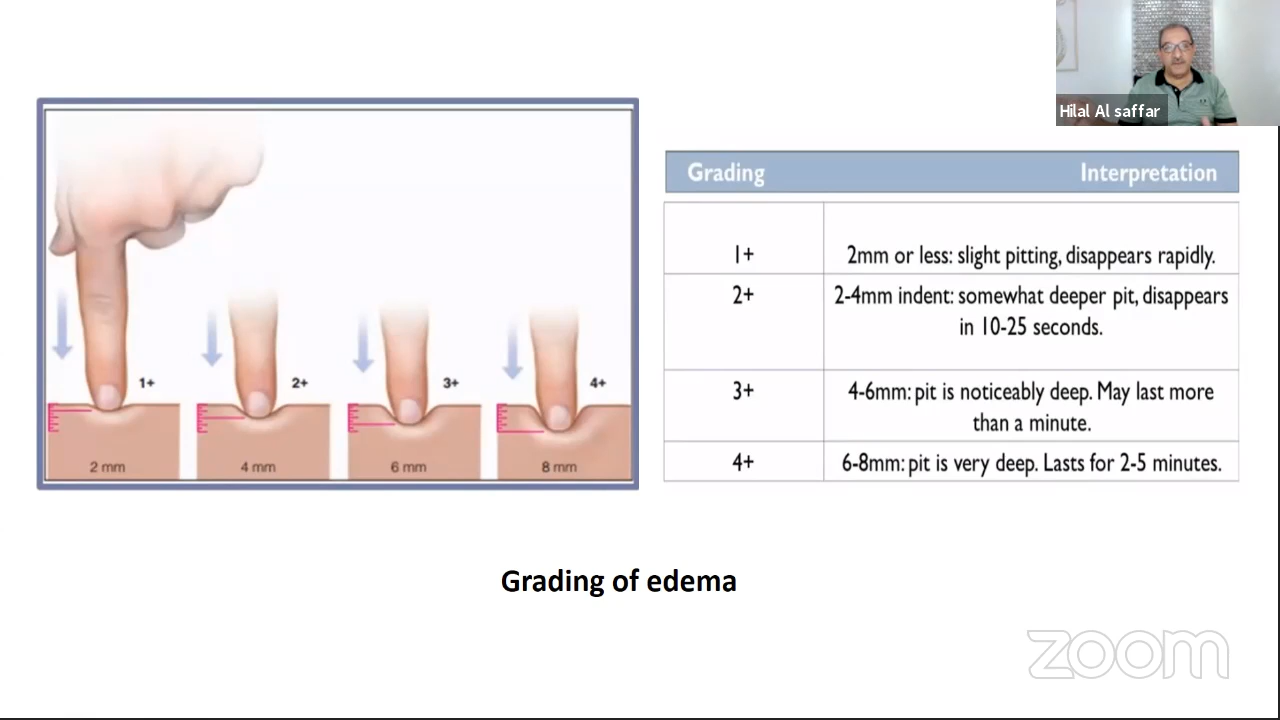 Hilal Al saffar
Grading Interpretation
1+ 2mm or less: slight pitting, disappears rapidly.
2+ 2-4mm indent: somewhat deeper pit, disappears
in 10-25 seconds.
3+ 4-6mm: pit is noticeably deep. May last more
than a minute.
4+ 6-8mm: pit is very deep. Lasts for 2-5 minutes.
1+ 2+ 3+ 4+
2 mm 4 mm 6 mm 8 mm
Grading of edema
zoom